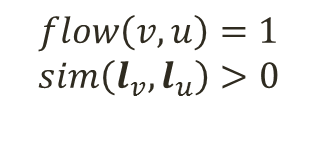 flow(v,u) = 1
sim(l_v,l_u) > 0